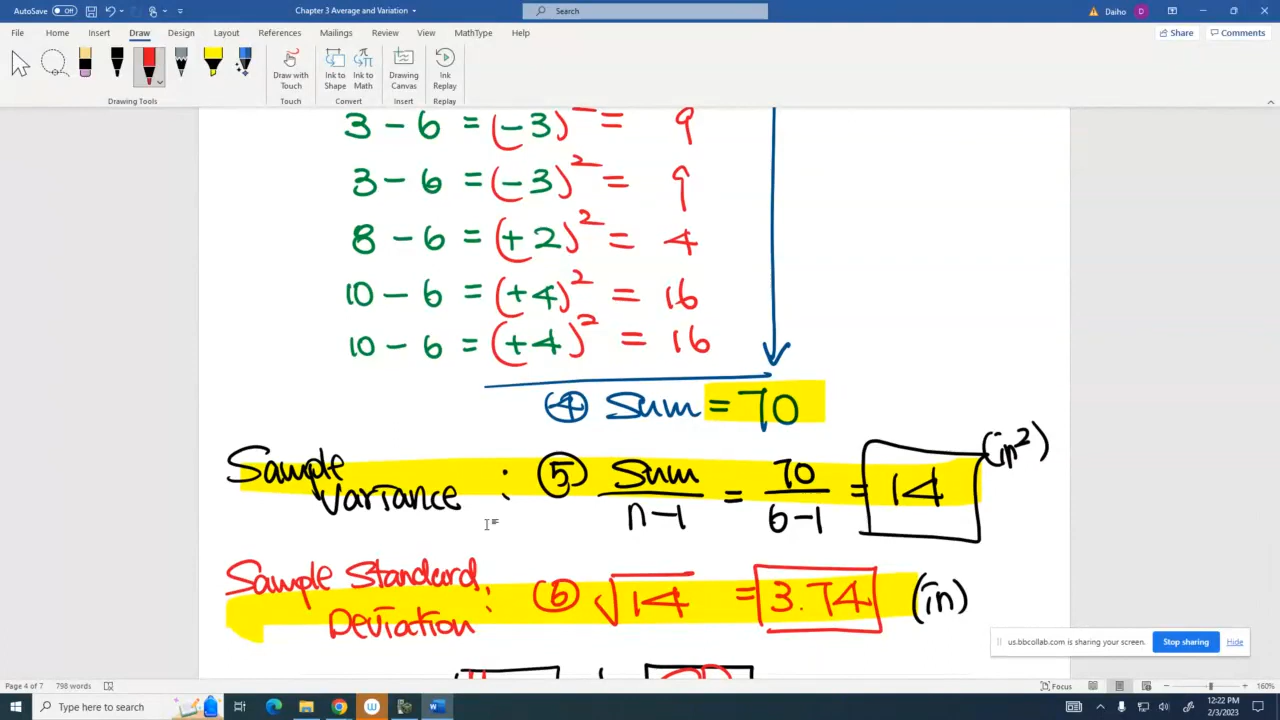 AutoSave Off Chapter 3 Average and Variation Search Daiho D
File Home Insert Draw Design Layout References Mailings Review View MathType Help Share Comments
Draw with Touch Ink to Shape Ink to Math Drawing Canvas Ink Replay
Drawing Tools Touch Convert Insert Replay
3 - 6 = (-3)² = 9
3 - 6 = (-3)² = 9
8 - 6 = (+2)² = 4
10 - 6 = (+4)² = 16
10 - 6 = (+4)² = 16
④ Sum = 70
Sample Variance : ⑤ Sum / n-1 = 70 / 6-1 = 14 (in²)
Sample Standard Deviation : ⑥ √14 = 3.74 (in)
us.bbcollab.com is sharing your screen. Stop sharing Hide
Page 4 of 7 798 words Focus 160%
Type here to search 12:22 PM
2/3/2023